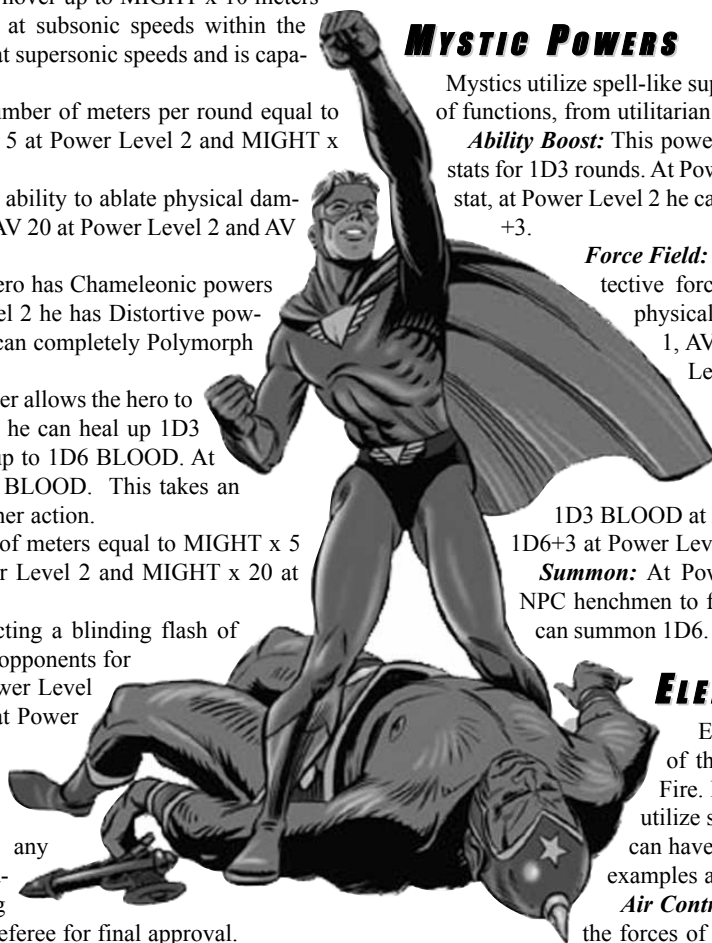 hover up to MIGHT x 10 meters
at subsonic speeds within the
at supersonic speeds and is capa-
umber of meters per round equal to
5 at Power Level 2 and MIGHT x
ability to ablate physical dam-
AV 20 at Power Level 2 and AV
ero has Chameleonic powers
el 2 he has Distortive pow-
can completely Polymorph
er allows the hero to
he can heal up 1D3
up to 1D6 BLOOD. At
BLOOD. This takes an
her action.
of meters equal to MIGHT x 5
r Level 2 and MIGHT x 20 at
cting a blinding flash of
opponents for
wer Level
at Power
any
g
eferee for final approval.
MYSTIC POWERS
Mystics utilize spell-like sup
of functions, from utilitarian
Ability Boost: This powe
stats for 1D3 rounds. At Pow
stat, at Power Level 2 he ca
+3.
Force Field:
tective forc
physical
1, AV
Le
1D3 BLOOD at
1D6+3 at Power Lev
Summon: At Pow
NPC henchmen to f
can summon 1D6.
ELE
E
of th
Fire.
utilize s
can have
examples a
Air Contr
the forces of